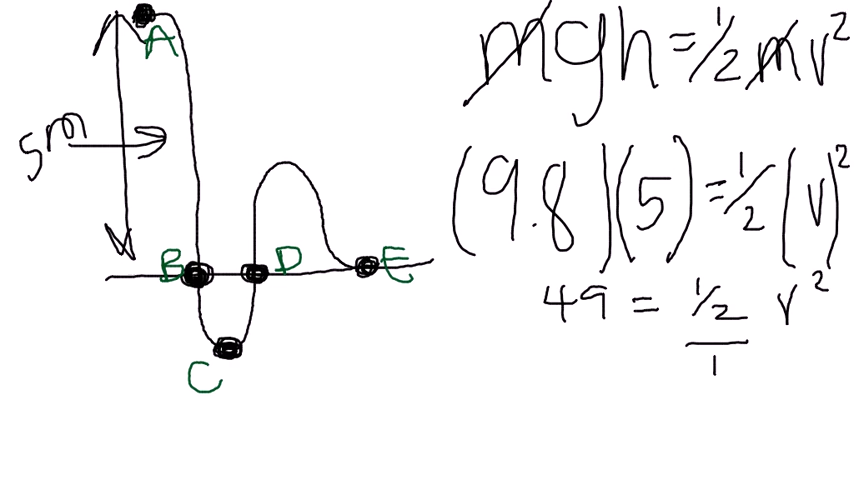 A
5m
B
D
E
C
mgh = 1/2 mv²
(9.8)(5) = 1/2 (v)²
49 = 1/2 v²
1